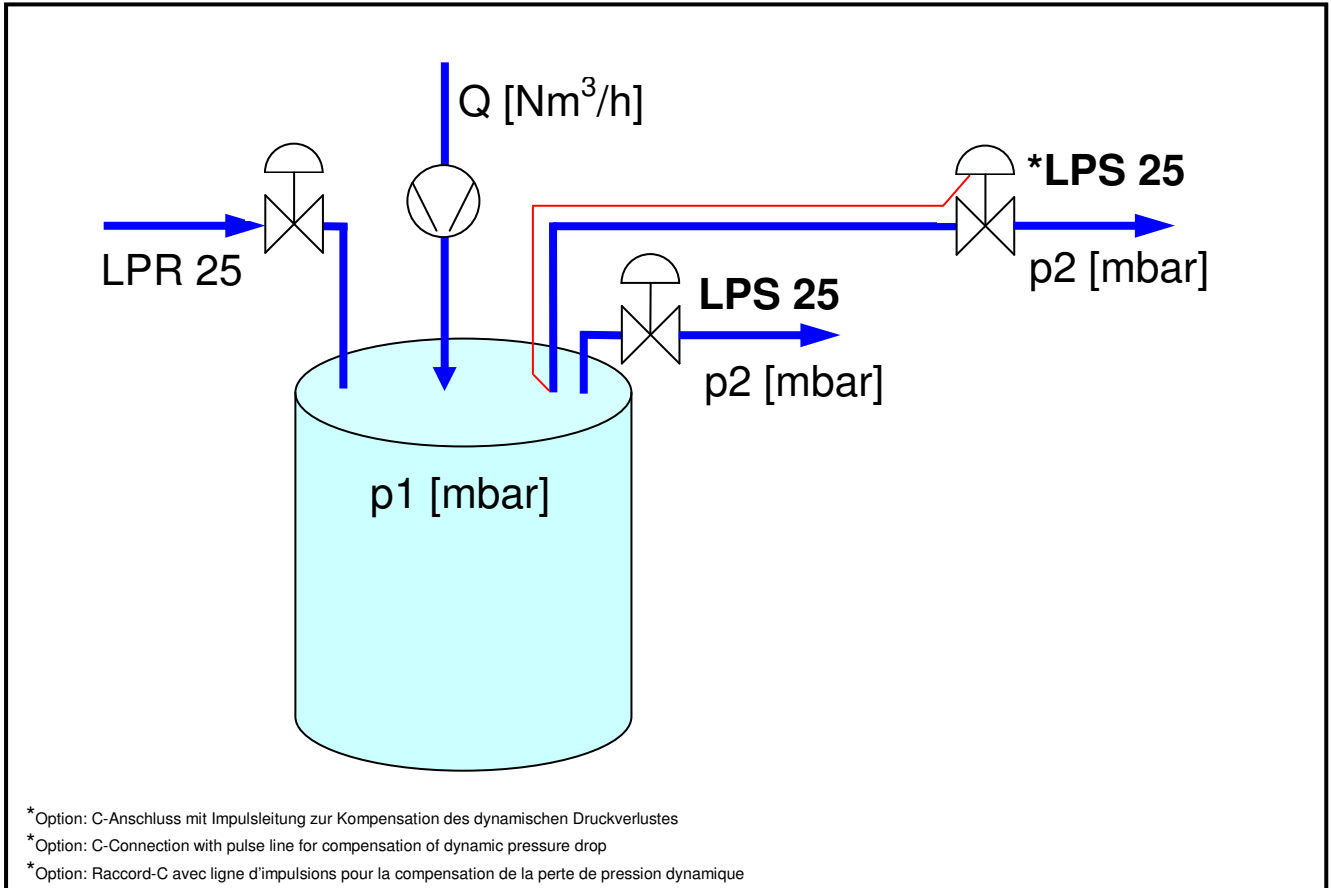 Q [Nm³/h]
*LPS 25
LPR 25
p2 [mbar]
LPS 25
p2 [mbar]
p1 [mbar]
*Option: C-Anschluss mit Impulsleitung zur Kompensation des dynamischen Druckverlustes
*Option: C-Connection with pulse line for compensation of dynamic pressure drop
*Option: Raccord-C avec ligne d'impulsions pour la compensation de la perte de pression dynamique